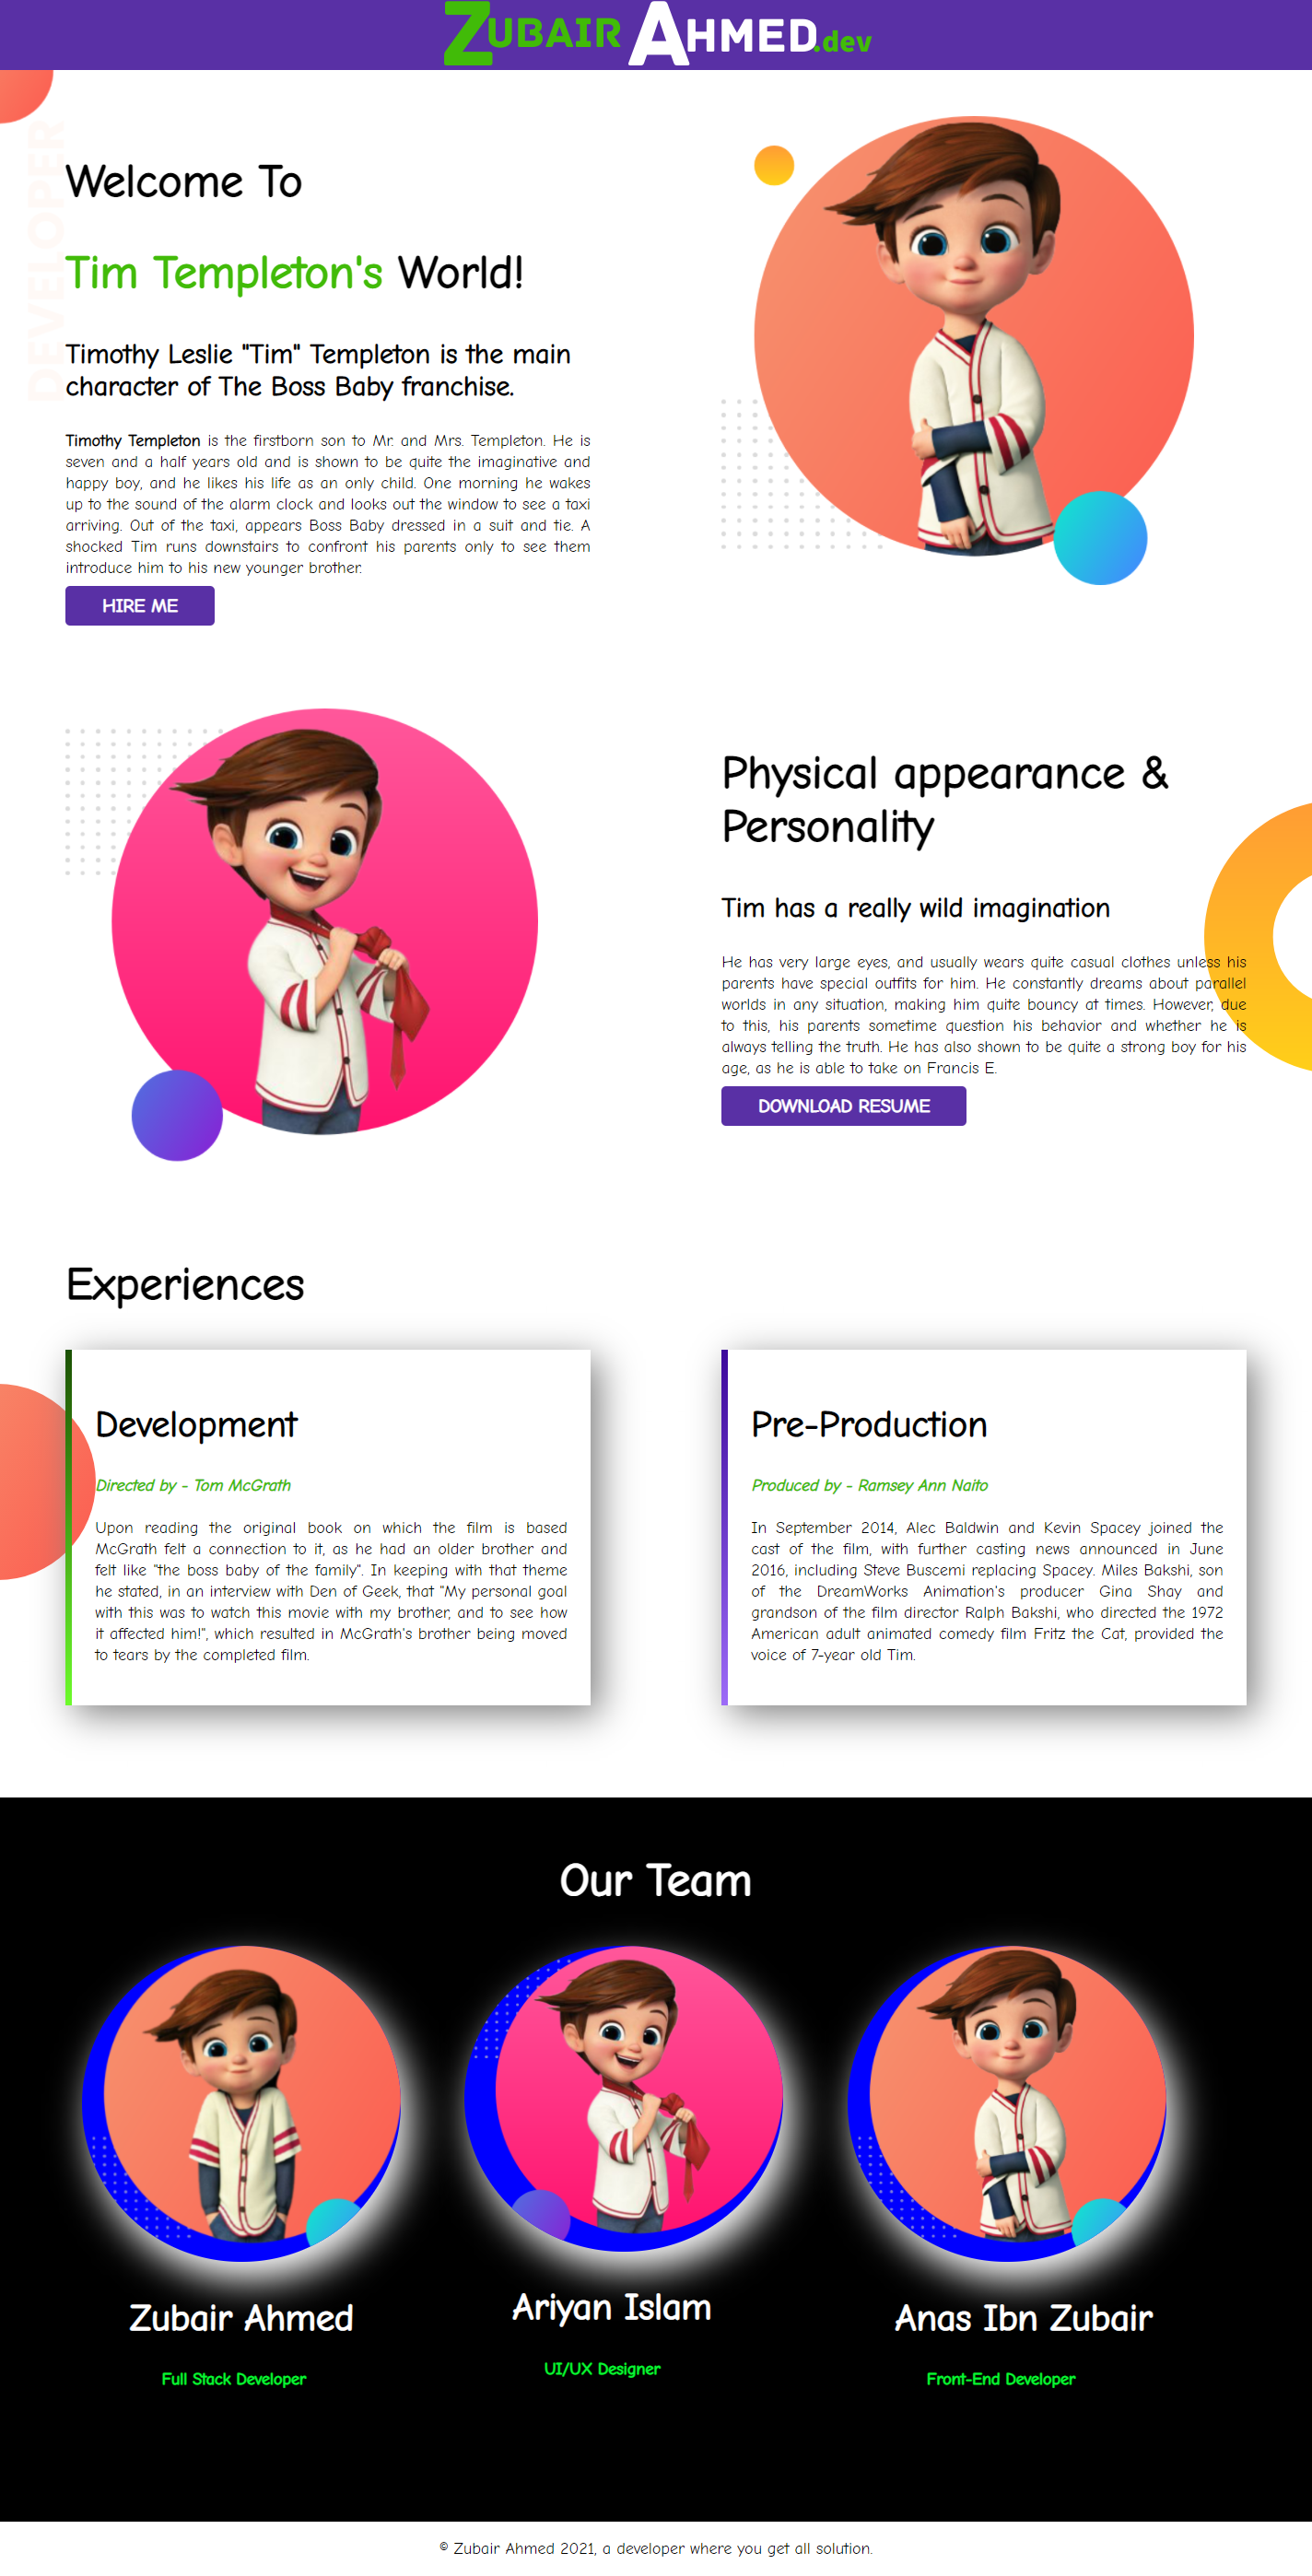 Zubair Ahmed.dev
DEVELOPER
Welcome To
Tim Templeton's World!
Timothy Leslie "Tim" Templeton is the main
character of The Boss Baby franchise.
Timothy Templeton is the firstborn son to Mr. and Mrs. Templeton. He is
seven and a half years old and is shown to be quite the imaginative and
happy boy, and he likes his life as an only child. One morning he wakes
up to the sound of the alarm clock and looks out the window to see a taxi
arriving. Out of the taxi, appears Boss Baby dressed in a suit and tie. A
shocked Tim runs downstairs to confront his parents only to see them
introduce him to his new younger brother.
HIRE ME
Physical appearance &
Personality
Tim has a really wild imagination
He has very large eyes, and usually wears quite casual clothes unless his
parents have special outfits for him. He constantly dreams about parallel
worlds in any situation, making him quite bouncy at times. However, due
to this, his parents sometime question his behavior and whether he is
always telling the truth. He has also shown to be quite a strong boy for his
age, as he is able to take on Francis E.
DOWNLOAD RESUME
Experiences
Development
Directed by - Tom McGrath
Upon reading the original book on which the film is based
McGrath felt a connection to it, as he had an older brother and
felt like "the boss baby of the family". In keeping with that theme
he stated, in an interview with Den of Geek, that "My personal goal
with this was to watch this movie with my brother, and to see how
it affected him!", which resulted in McGrath's brother being moved
to tears by the completed film.
Pre-Production
Produced by - Ramsey Ann Naito
In September 2014, Alec Baldwin and Kevin Spacey joined the
cast of the film, with further casting news announced in June
2016, including Steve Buscemi replacing Spacey. Miles Bakshi, son
of the DreamWorks Animation's producer Gina Shay and
grandson of the film director Ralph Bakshi, who directed the 1972
American adult animated comedy film Fritz the Cat, provided the
voice of 7-year old Tim.
Our Team
Zubair Ahmed
Full Stack Developer
Ariyan Islam
UI/UX Designer
Anas Ibn Zubair
Front-End Developer
© Zubair Ahmed 2021, a developer where you get all solution.